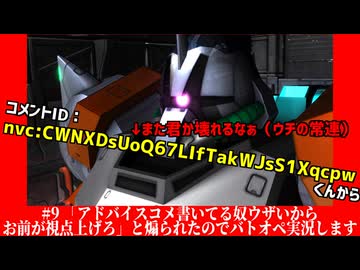 コメントID：
↓また君か壊れるなぁ（ウチの常連）
nvc:CWNXDsUoQ67LIfTakWJsS1Xqcpw
くんから
#9 「アドバイスコメ書いてる奴ウザいから
お前が視点上げろ」と煽られたのでバトオペ実況します